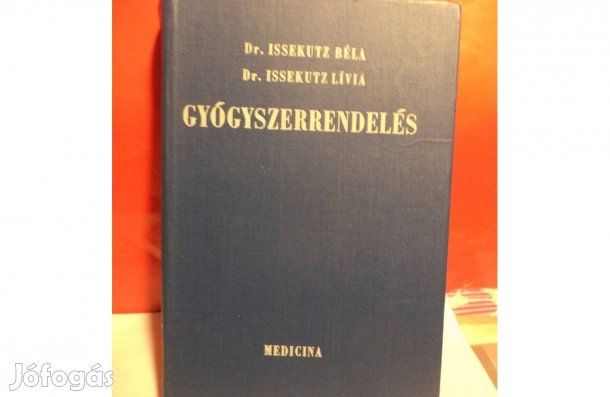 Dr. ISSEKUTZ BÉLA
Dr. ISSEKUTZ LÍVIA
GYÓGYSZERRENDELÉS
MEDICINA
Jófogás